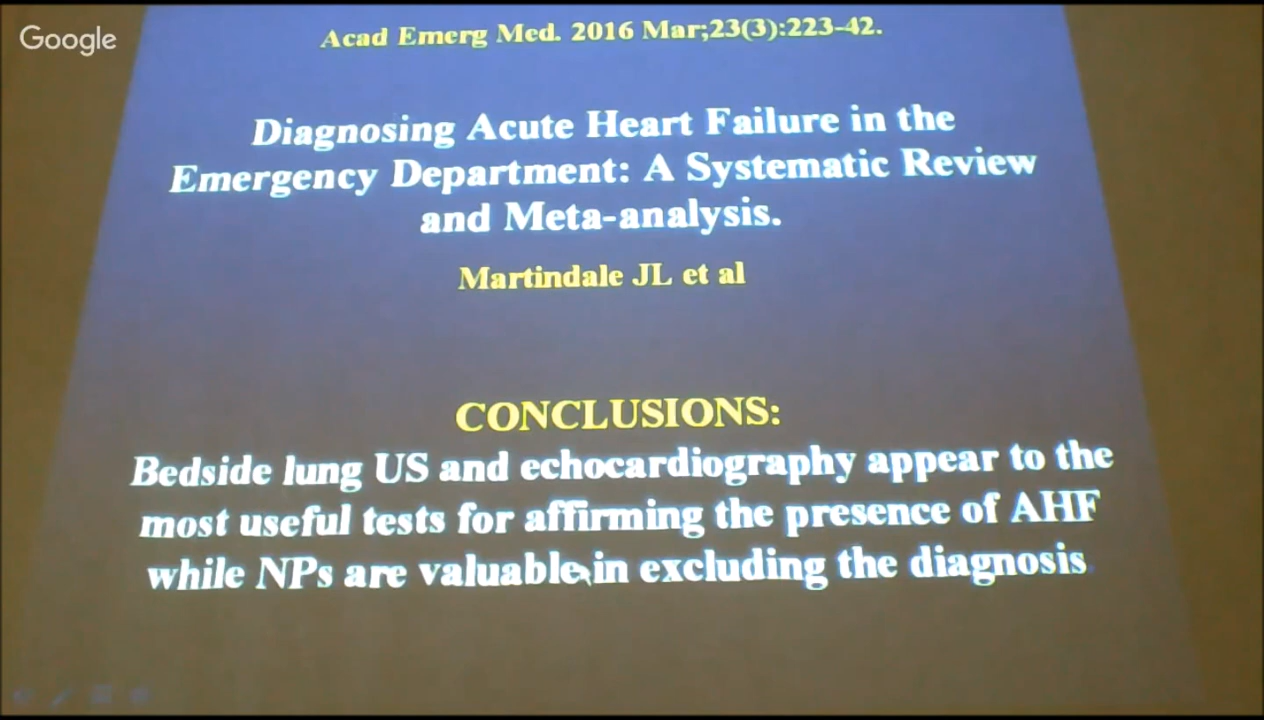 Google
Acad Emerg Med. 2016 Mar;23(3):223-42.
Diagnosing Acute Heart Failure in the
Emergency Department: A Systematic Review
and Meta-analysis.
Martindale JL et al
CONCLUSIONS:
Bedside lung US and echocardiography appear to the
most useful tests for affirming the presence of AHF
while NPs are valuable in excluding the diagnosis